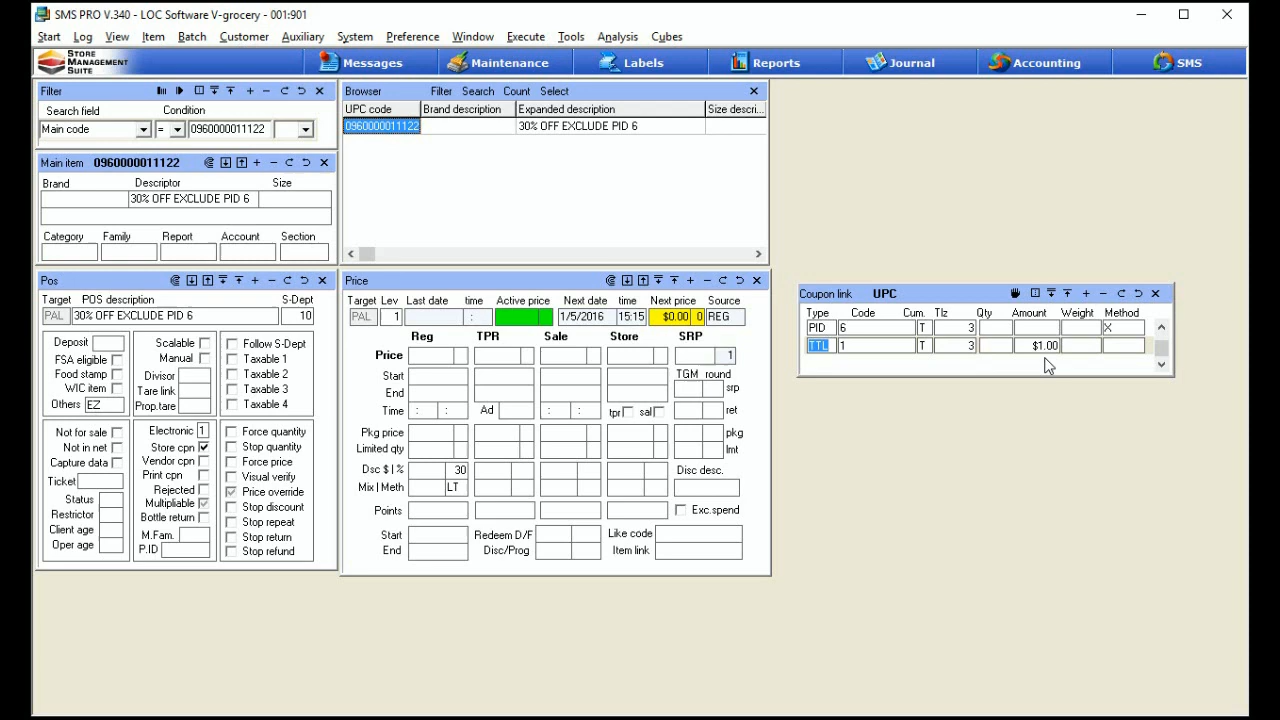 SMS PRO V.340 - LOC Software V-grocery - 001:901
Start Log View Item Batch Customer Auxiliary System Preference Window Execute Tools Analysis Cubes
STORE MANAGEMENT SUITE Messages Maintenance Labels Reports Journal Accounting SMS
Filter
Search field Condition
Main code = 0960000011122
Browser Filter Search Count Select
UPC code Brand description Expanded description Size descri...
0960000011122 30% OFF EXCLUDE PID 6
Main item 0960000011122
Brand Descriptor Size
30% OFF EXCLUDE PID 6
Category Family Report Account Section
Pos
Target POS description S-Dept
PAL 30% OFF EXCLUDE PID 6 10
Deposit
FSA eligible
Food stamp
WIC item
Others EZ
Scalable
Manual
Divisor
Tare link
Prop.tare
Follow S-Dept
Taxable 1
Taxable 2
Taxable 3
Taxable 4
Not for sale
Not in net
Capture data
Ticket
Status
Restrictor
Client age
Oper age
Electronic 1
Store cpn
Vendor cpn
Print cpn
Rejected
Multipliable
Bottle return
M.Fam.
P.ID
Force quantity
Stop quantity
Force price
Visual verify
Price override
Stop discount
Stop repeat
Stop return
Stop refund
Price
Target Lev Last date time Active price Next date time Next price Source
PAL 1 : 1/5/2016 15:15 $0.00 0 REG
Reg TPR Sale Store SRP
Price 1
Start TGM round
End srp
Time : : Ad : : tpr sal ret
Pkg price pkg
Limited qty lmt
Dsc $ | % 30 Disc desc.
Mix | Meth LT
Points Exc.spend
Start Redeem D/F Like code
End Disc/Prog Item link
Coupon link UPC
Type Code Cum. Tlz Qty Amount Weight Method
PID 6 T 3 X
TTL 1 T 3 $1.00